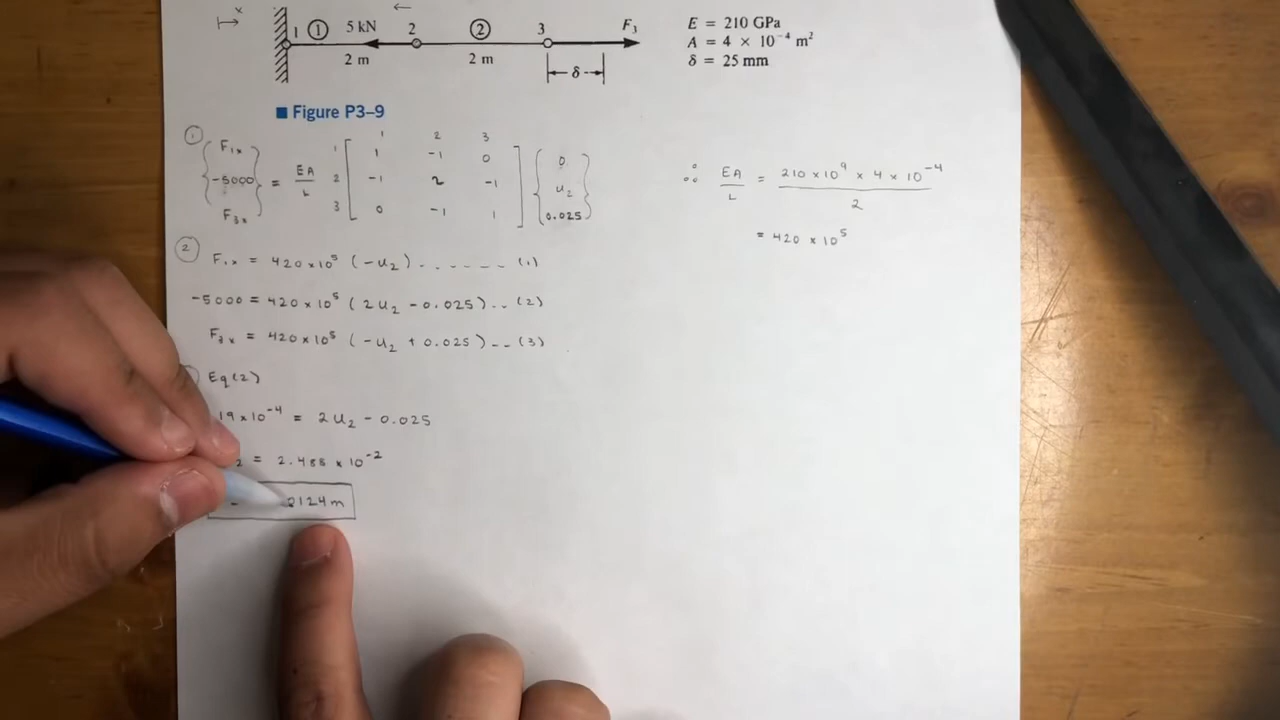 x
1 ① 5 kN 2 ② 3 F₃
2 m 2 m δ
E = 210 GPa
A = 4 × 10⁻⁴ m²
δ = 25 mm
■ Figure P3–9
①
1 2 3
{ F₁ₓ } = EA/L 1 [ 1 -1 0 ] { 0 }
{ -5000 } 2 [ -1 2 -1 ] { u₂ }
{ F₃ₓ } 3 [ 0 -1 1 ] { 0.025 }
∴ EA/L = 210 × 10⁹ × 4 × 10⁻⁴ / 2
= 420 × 10⁵
②
F₁ₓ = 420 × 10⁵ (-u₂) . - - - - - - (1)
-5000 = 420 × 10⁵ (2u₂ - 0.025) .. (2)
F₃ₓ = 420 × 10⁵ (-u₂ + 0.025) -- (3)
Eq(2)
19 × 10⁻⁴ = 2u₂ - 0.025
2 = 2.488 × 10⁻²
0124 m